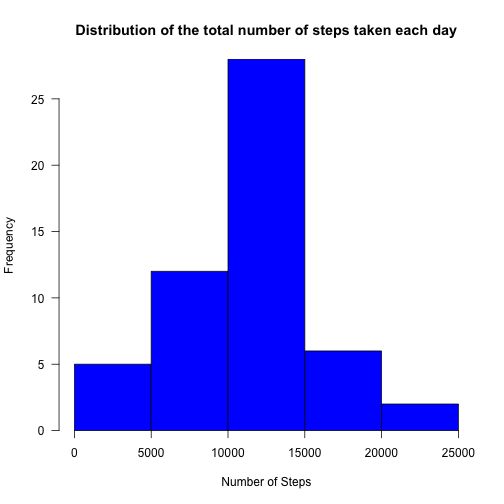 Distribution of the total number of steps taken each day
Frequency
25
20
15
10
5
0
0 5000 10000 15000 20000 25000
Number of Steps